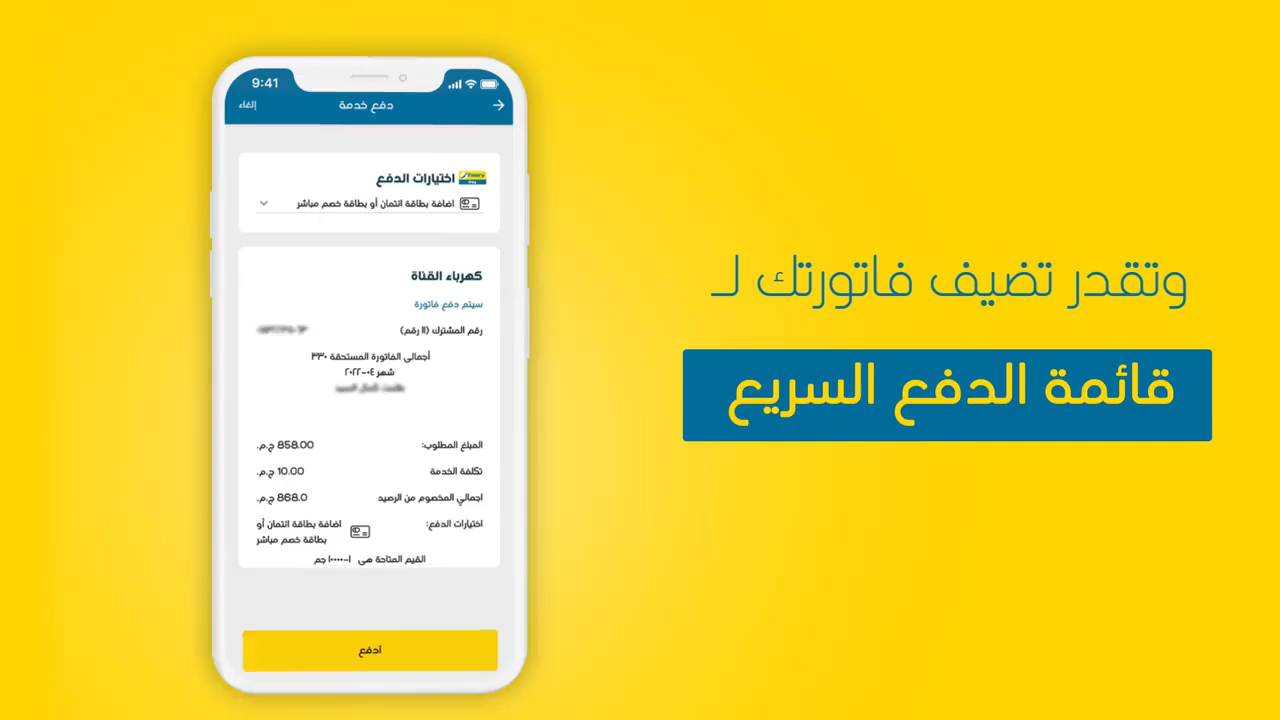 9:41
إلغاء
دفع خدمة
اختيارات الدفع
Fawry
Pay
اضافة بطاقة ائتمان أو بطاقة خصم مباشر
كهرباء القناة
سيتم دفع فاتورة
رقم المشترك (١١ رقم)
أجمالي الفاتورة المستحقة ٣٣٠
شهر ٠٤-٢٠٢٢
المبلغ المطلوب: 858.00 ج.م.
تكلفة الخدمة 10.00 ج.م.
اجمالي المخصوم من الرصيد 868.0 ج.م.
اختيارات الدفع: اضافة بطاقة ائتمان أو
بطاقة خصم مباشر
القيم المتاحة هى ١-١٠٠٠٠ جم
ادفع
وتقدر تضيف فاتورتك لـ
قائمة الدفع السريع